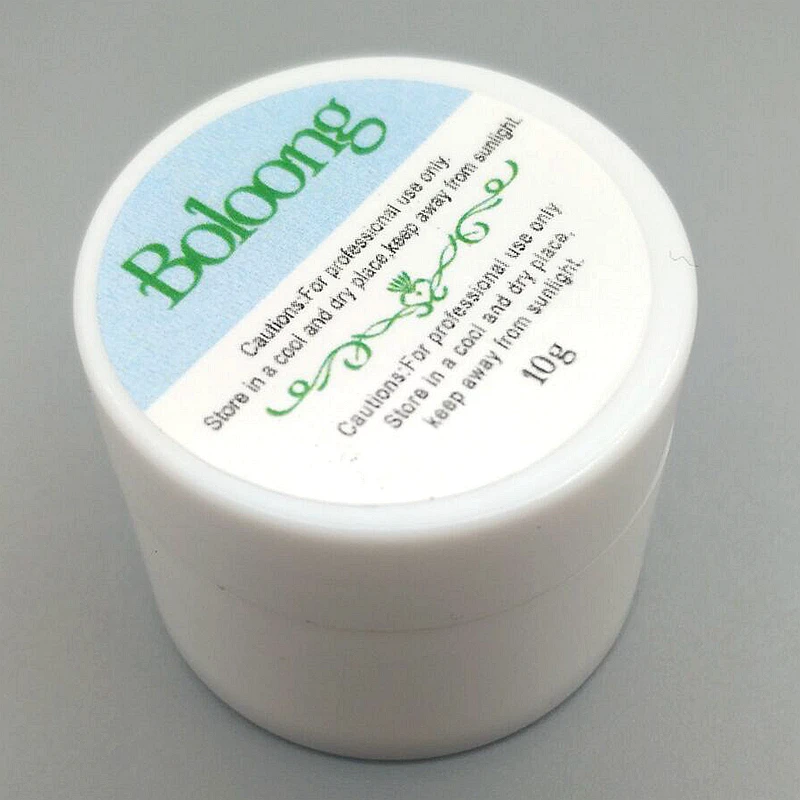 Boloong
Cautions:For professional use only.
Store in a cool and dry place,keep away from sunlight.
Cautions:For professional use only
Store in a cool and dry place,
keep away from sunlight.
10g